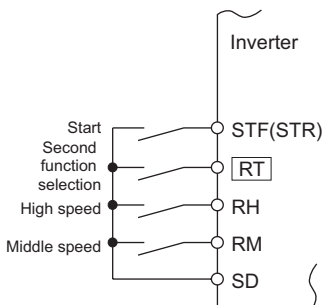 Inverter
Start
STF(STR)
Second
function
selection
RT
High speed
RH
Middle speed
RM
SD